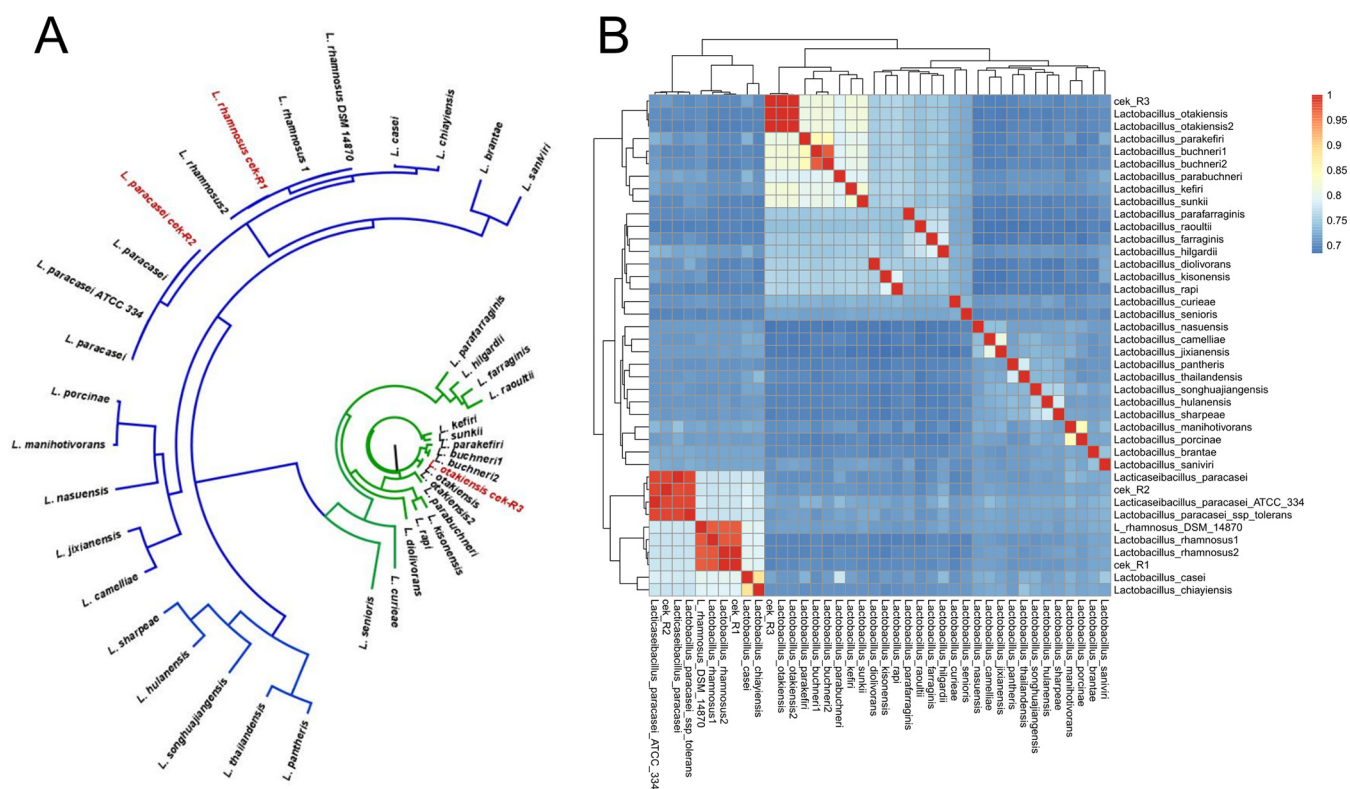 A
L. rhamnosus DSM 14870
L. rhamnosus 1
L. rhamnosus cek-R1
L. rhamnosus2
L. casei
L. chiayiensis
L. brantae
L. saniviri
L. paracasei cek-R2
L. paracasei
L. paracasei ATCC 334
L. paracasei
L. porcinae
L. manihotivorans
L. nasuensis
L. jixianensis
L. camelliae
L. sharpeae
L. hulanensis
L. songhuajiangensis
L. thailandensis
L. pantheris
L. parafarraginis
L. hilgardii
L. farraginis
L. raoultii
L. kefiri
L. sunkii
L. parakefiri
L. buchneri1
L. buchneri2
L. otakiensis cek-R3
L. otakiensis
L. otakiensis2
L. parabuchneri
L. kisonensis
L. rapi
L. diolivorans
L. curieae
L. senioris
B
1
0.95
0.9
0.85
0.8
0.75
0.7
cek_R3
Lactobacillus_otakiensis
Lactobacillus_otakiensis2
Lactobacillus_parakefiri
Lactobacillus_buchneri1
Lactobacillus_buchneri2
Lactobacillus_parabuchneri
Lactobacillus_kefiri
Lactobacillus_sunkii
Lactobacillus_parafarraginis
Lactobacillus_raoultii
Lactobacillus_farraginis
Lactobacillus_hilgardii
Lactobacillus_diolivorans
Lactobacillus_kisonensis
Lactobacillus_rapi
Lactobacillus_curieae
Lactobacillus_senioris
Lactobacillus_nasuensis
Lactobacillus_camelliae
Lactobacillus_jixianensis
Lactobacillus_pantheris
Lactobacillus_thailandensis
Lactobacillus_songhuajiangensis
Lactobacillus_hulanensis
Lactobacillus_sharpeae
Lactobacillus_manihotivorans
Lactobacillus_porcinae
Lactobacillus_brantae
Lactobacillus_saniviri
Lacticaseibacillus_paracasei
cek_R2
Lacticaseibacillus_paracasei_ATCC_334
Lactobacillus_paracasei_ssp_tolerans
L_rhamnosus_DSM_14870
Lactobacillus_rhamnosus1
Lactobacillus_rhamnosus2
cek_R1
Lactobacillus_casei
Lactobacillus_chiayiensis
Lacticaseibacillus_paracasei_ATCC_334
cek_R2
Lacticaseibacillus_paracasei
Lactobacillus_paracasei_ssp_tolerans
L_rhamnosus_DSM_14870
Lactobacillus_rhamnosus1
Lactobacillus_rhamnosus2
cek_R1
Lactobacillus_casei
Lactobacillus_chiayiensis
cek_R3
Lactobacillus_otakiensis
Lactobacillus_otakiensis2
Lactobacillus_parakefiri
Lactobacillus_buchneri1
Lactobacillus_buchneri2
Lactobacillus_parabuchneri
Lactobacillus_kefiri
Lactobacillus_sunkii
Lactobacillus_diolivorans
Lactobacillus_kisonensis
Lactobacillus_rapi
Lactobacillus_parafarraginis
Lactobacillus_raoultii
Lactobacillus_farraginis
Lactobacillus_hilgardii
Lactobacillus_curieae
Lactobacillus_senioris
Lactobacillus_nasuensis
Lactobacillus_camelliae
Lactobacillus_jixianensis
Lactobacillus_pantheris
Lactobacillus_thailandensis
Lactobacillus_songhuajiangensis
Lactobacillus_hulanensis
Lactobacillus_sharpeae
Lactobacillus_manihotivorans
Lactobacillus_porcinae
Lactobacillus_brantae
Lactobacillus_saniviri